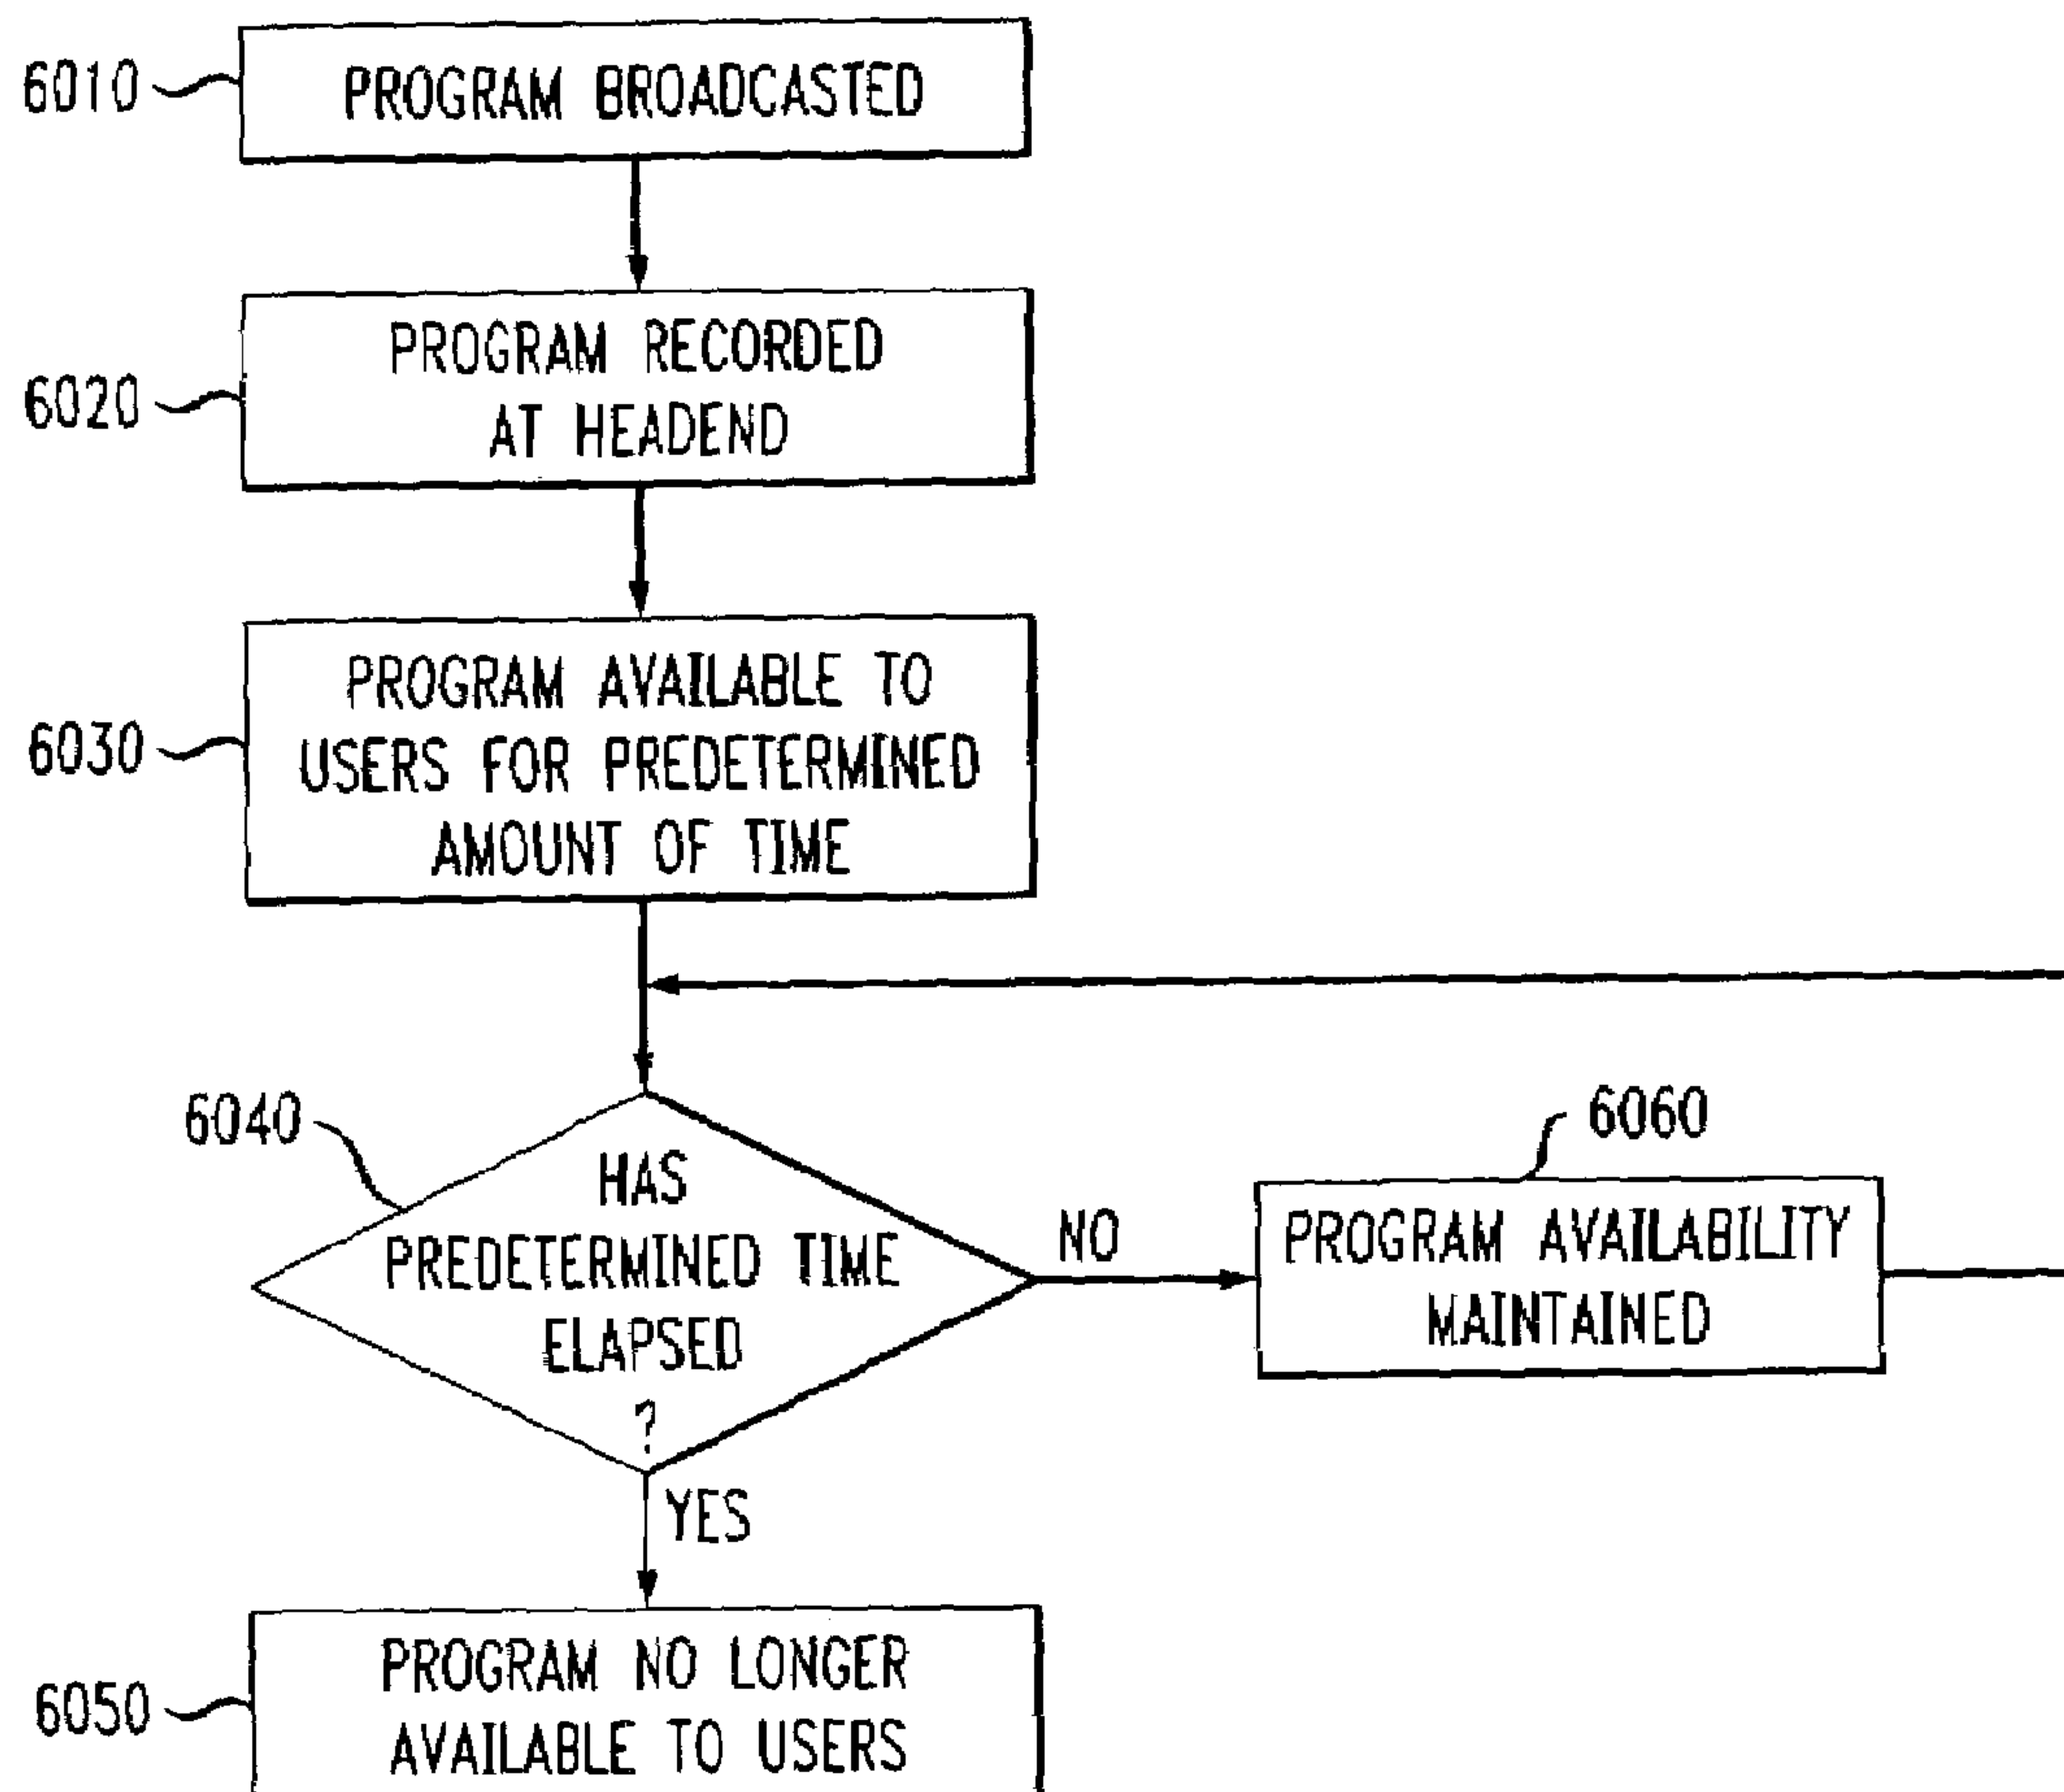 6010
PROGRAM BROADCASTED
6020
PROGRAM RECORDED
AT HEADEND
6030
PROGRAM AVAILABLE TO
USERS FOR PREDETERMINED
AMOUNT OF TIME
6040
HAS
PREDETERMINED TIME
ELAPSED
?
NO
6060
PROGRAM AVAILABILITY
MAINTAINED
YES
6050
PROGRAM NO LONGER
AVAILABLE TO USERS